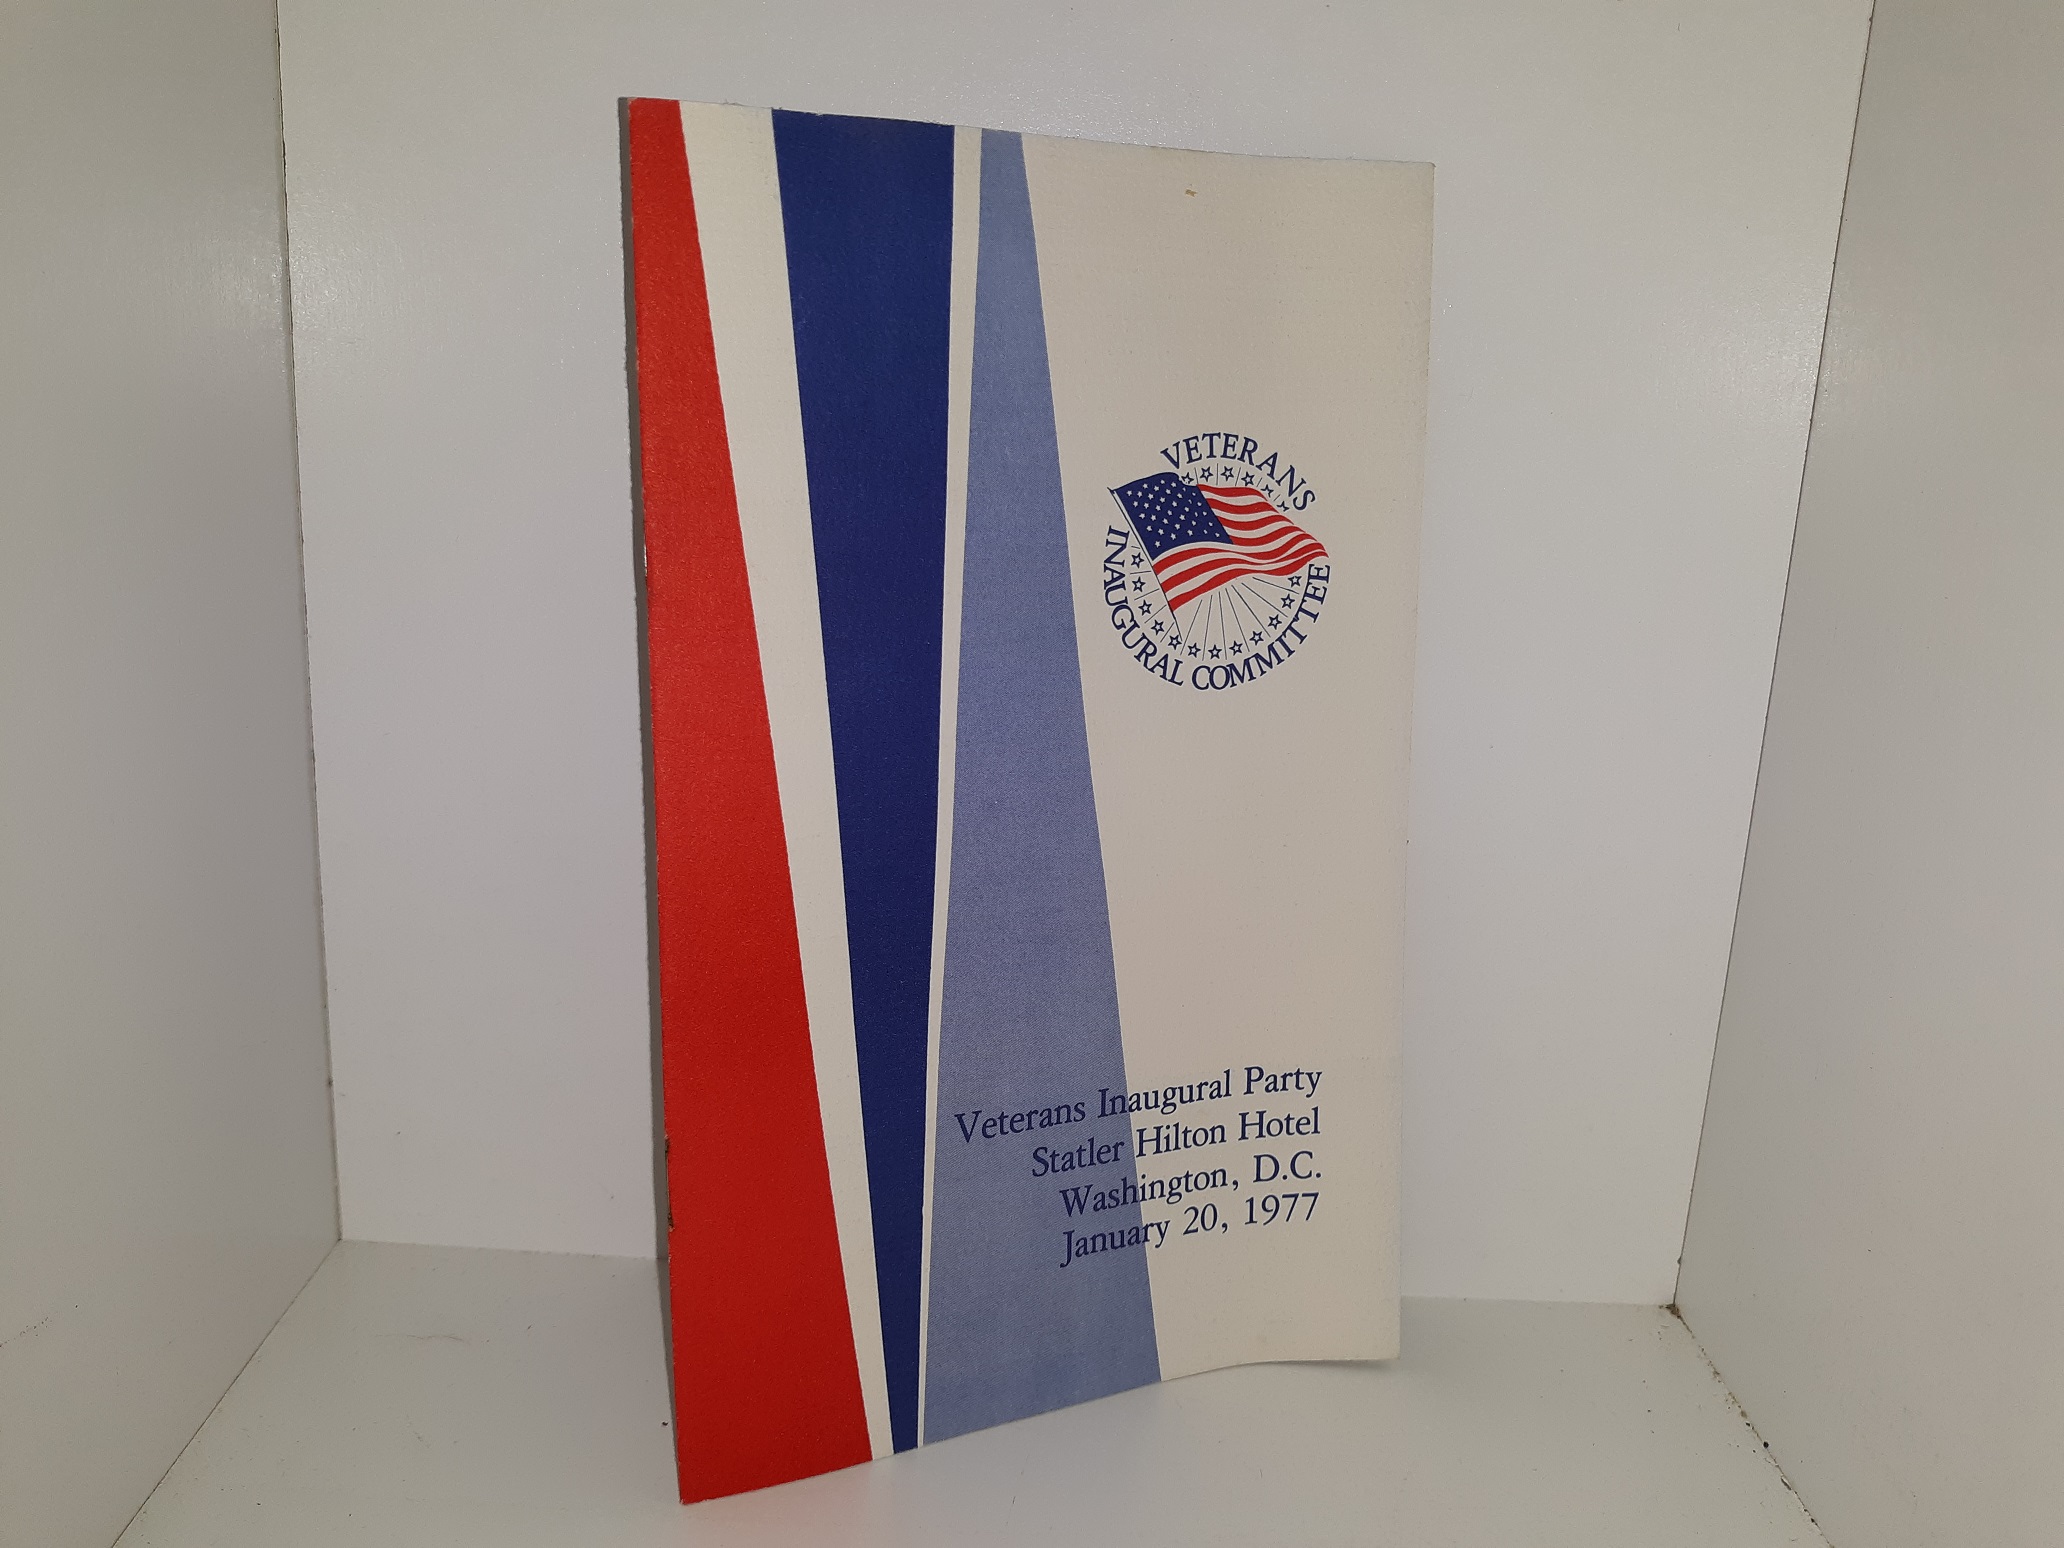 VETERANS
INAUGURAL COMMITTEE
Veterans Inaugural Party
Statler Hilton Hotel
Washington, D.C.
January 20, 1977